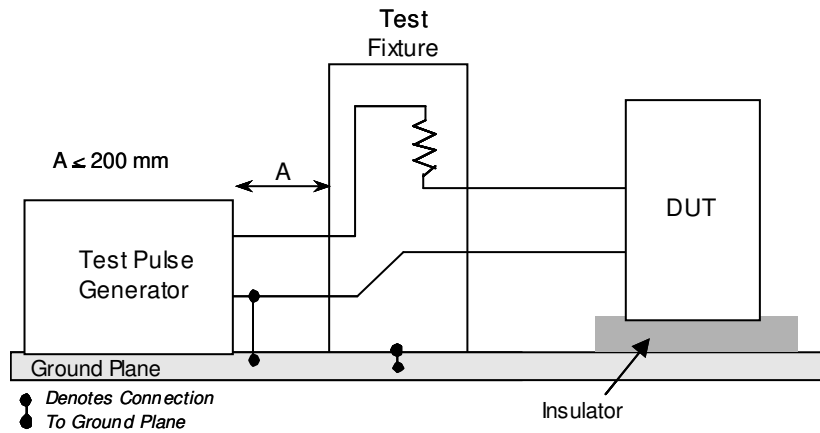 Test
Fixture
A ≤ 200 mm
A
DUT
Test Pulse
Generator
Ground Plane
Denotes Connection
To Ground Plane
Insulator